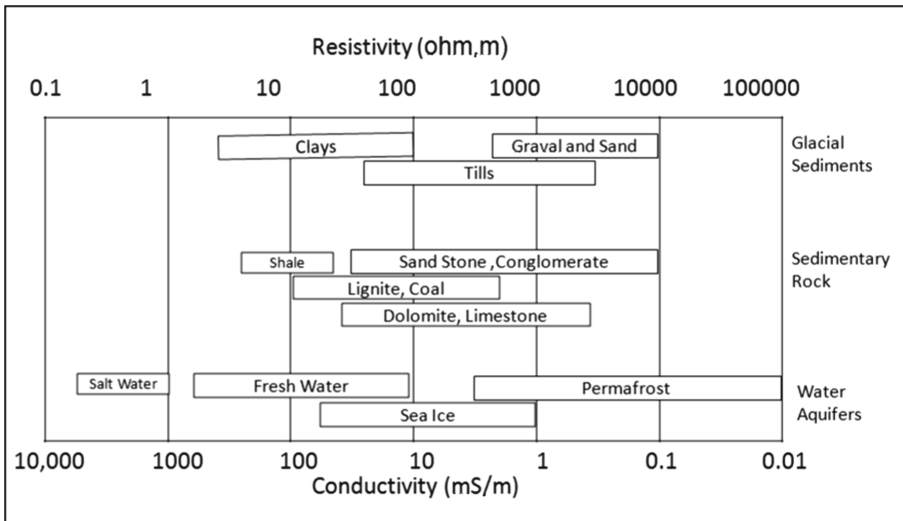 Resistivity (ohm,m)
0.1 1 10 100 1000 10000 100000
Clays
Graval and Sand
Glacial
Sediments
Tills
Shale
Sand Stone ,Conglomerate
Sedimentary
Rock
Lignite, Coal
Dolomite, Limestone
Salt Water
Fresh Water
Permafrost
Water
Aquifers
Sea Ice
10,000 1000 100 10 1 0.1 0.01
Conductivity (mS/m)